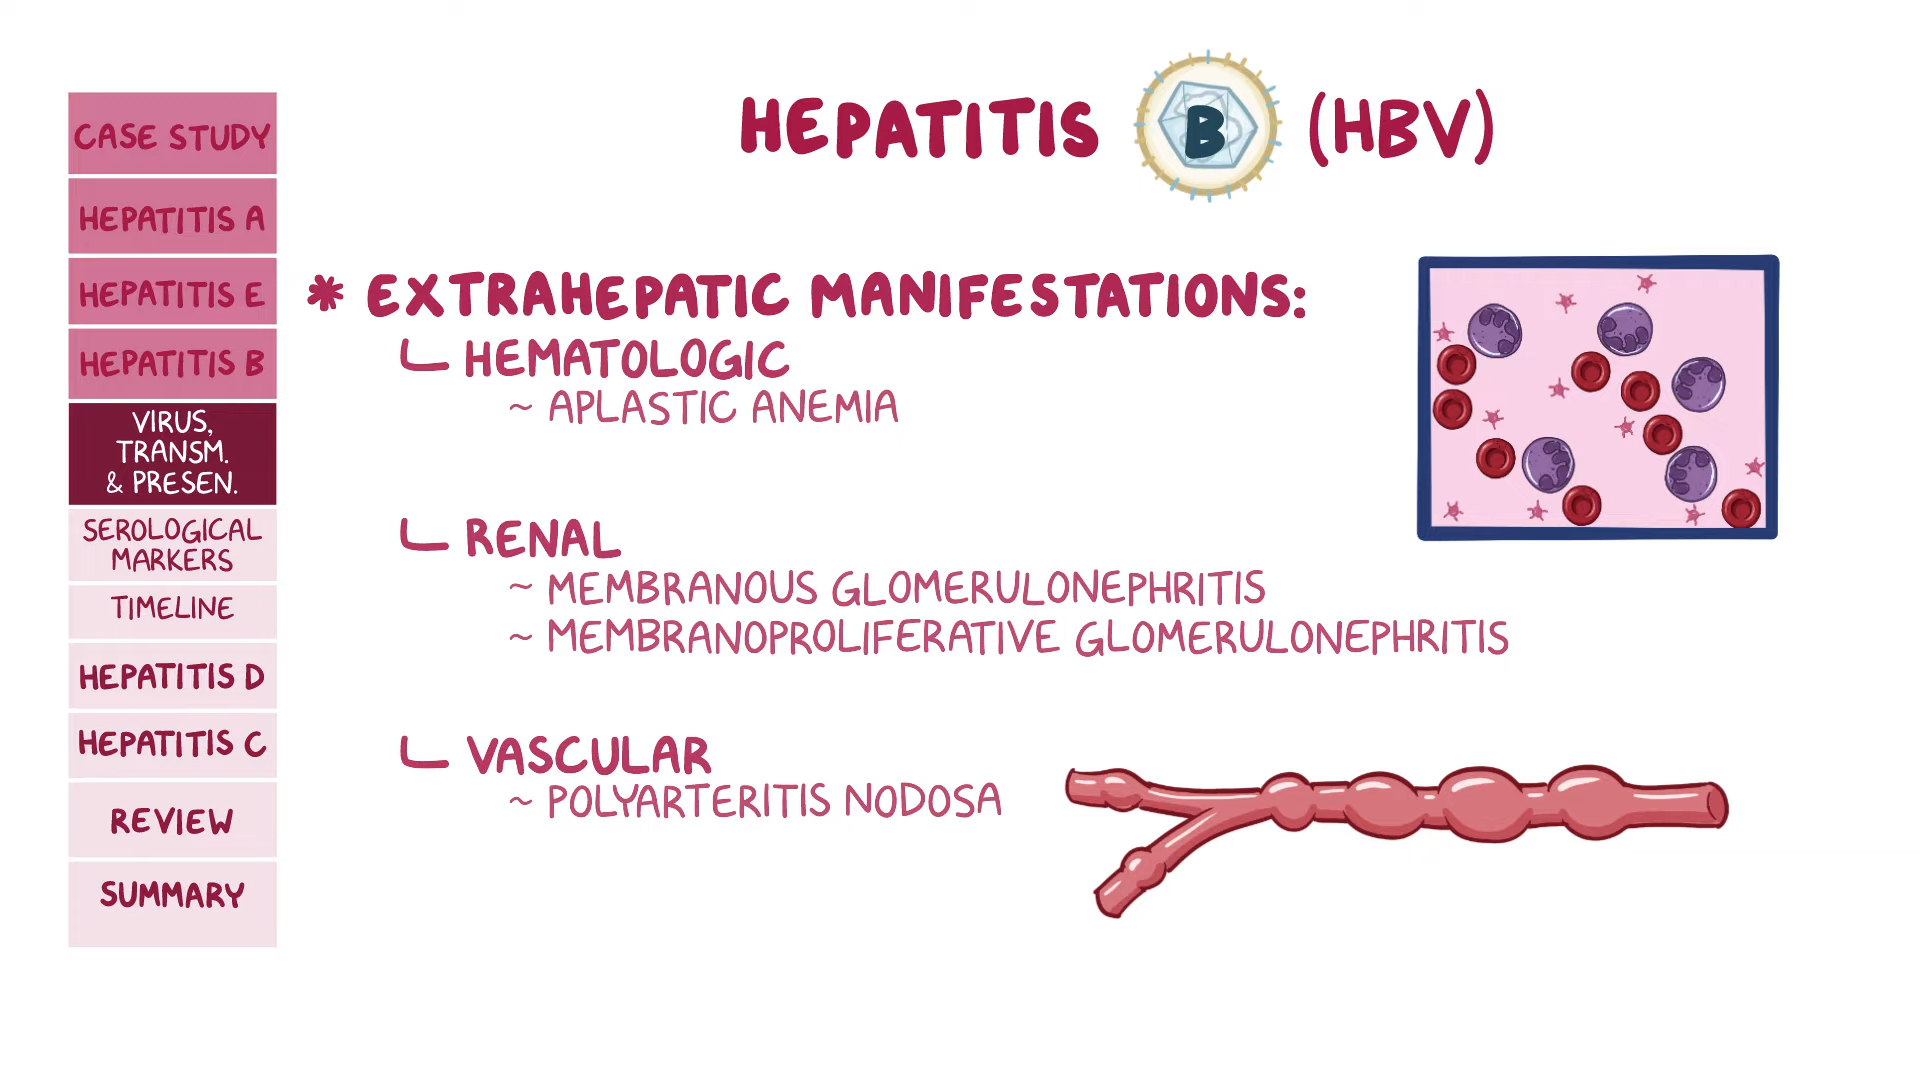 HEPATITIS B (HBV)
CASE STUDY
HEPATITIS A
HEPATITIS E
HEPATITIS B
VIRUS,
TRANSM.
& PRESEN.
SEROLOGICAL
MARKERS
TIMELINE
HEPATITIS D
HEPATITIS C
REVIEW
SUMMARY
* EXTRAHEPATIC MANIFESTATIONS:
HEMATOLOGIC
~ APLASTIC ANEMIA
RENAL
~ MEMBRANOUS GLOMERULONEPHRITIS
~ MEMBRANOPROLIFERATIVE GLOMERULONEPHRITIS
VASCULAR
~ POLYARTERITIS NODOSA